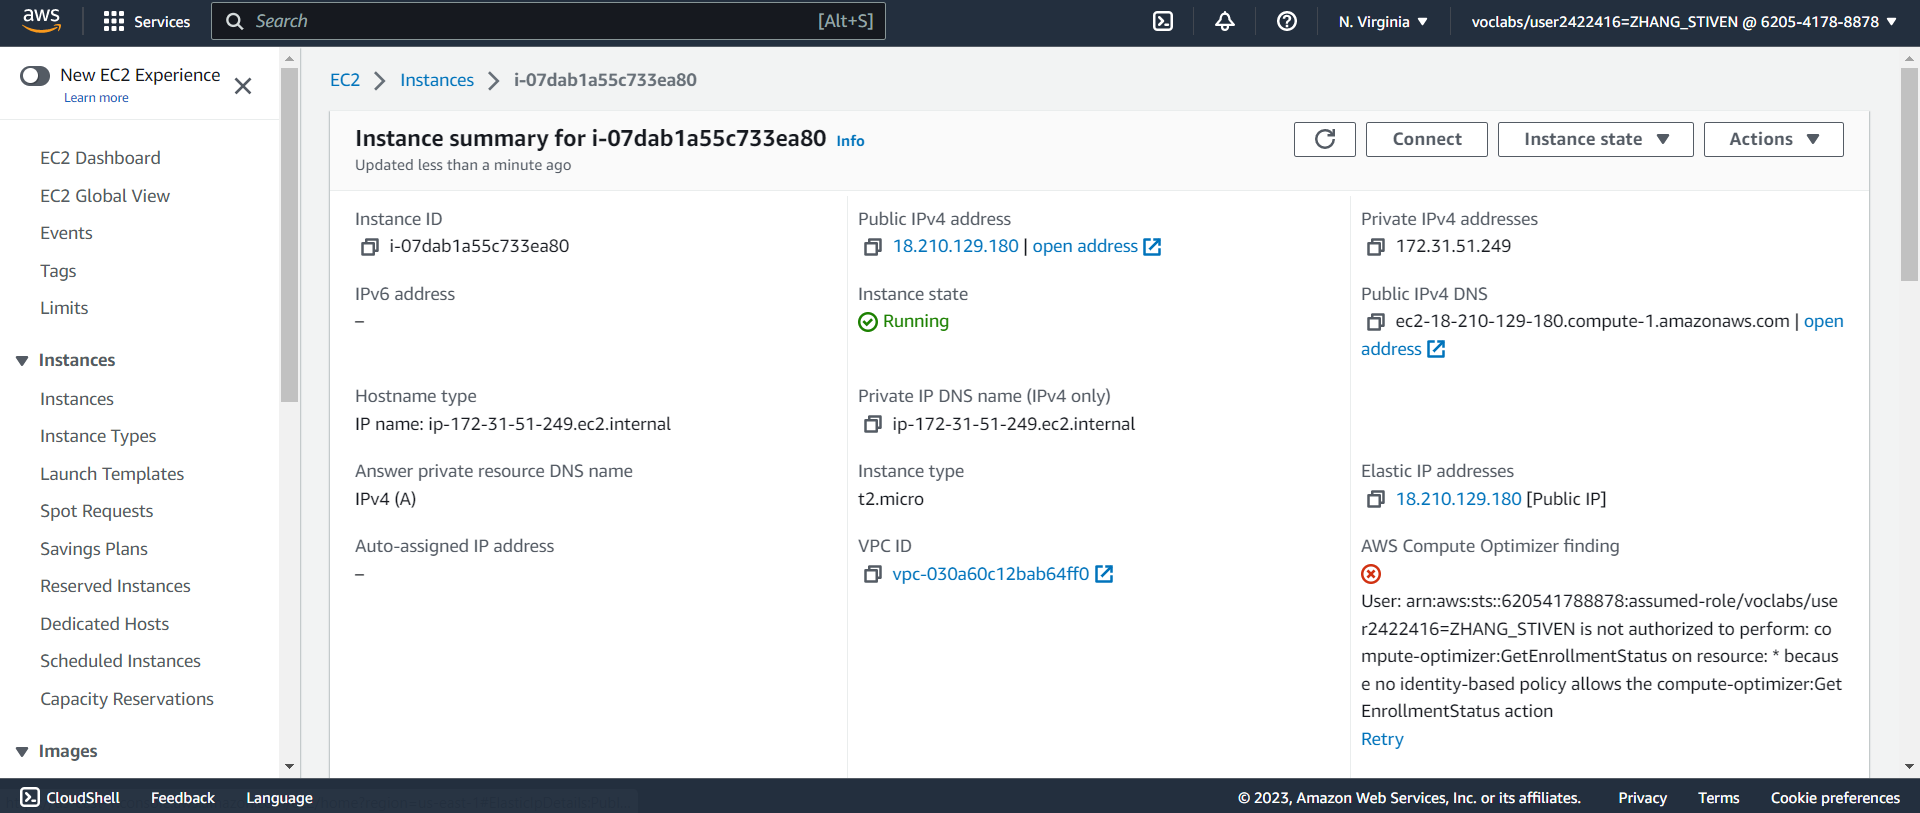 aws
Services
Search
[Alt+S]
N. Virginia
voclabs/user2422416=ZHANG_STIVEN @ 6205-4178-8878
New EC2 Experience
Learn more
EC2 Dashboard
EC2 Global View
Events
Tags
Limits
Instances
Instances
Instance Types
Launch Templates
Spot Requests
Savings Plans
Reserved Instances
Dedicated Hosts
Scheduled Instances
Capacity Reservations
Images
EC2 > Instances > i-07dab1a55c733ea80
Instance summary for i-07dab1a55c733ea80 Info
Updated less than a minute ago
Connect
Instance state
Actions
Instance ID
i-07dab1a55c733ea80
Public IPv4 address
18.210.129.180 | open address
Private IPv4 addresses
172.31.51.249
IPv6 address
–
Instance state
Running
Public IPv4 DNS
ec2-18-210-129-180.compute-1.amazonaws.com | open
address
Hostname type
IP name: ip-172-31-51-249.ec2.internal
Private IP DNS name (IPv4 only)
ip-172-31-51-249.ec2.internal
Answer private resource DNS name
IPv4 (A)
Instance type
t2.micro
Elastic IP addresses
18.210.129.180 [Public IP]
Auto-assigned IP address
–
VPC ID
vpc-030a60c12bab64ff0
AWS Compute Optimizer finding
User: arn:aws:sts::620541788878:assumed-role/voclabs/use
r2422416=ZHANG_STIVEN is not authorized to perform: co
mpute-optimizer:GetEnrollmentStatus on resource: * becaus
e no identity-based policy allows the compute-optimizer:Get
EnrollmentStatus action
Retry
CloudShell
Feedback
Language
© 2023, Amazon Web Services, Inc. or its affiliates.
Privacy
Terms
Cookie preferences